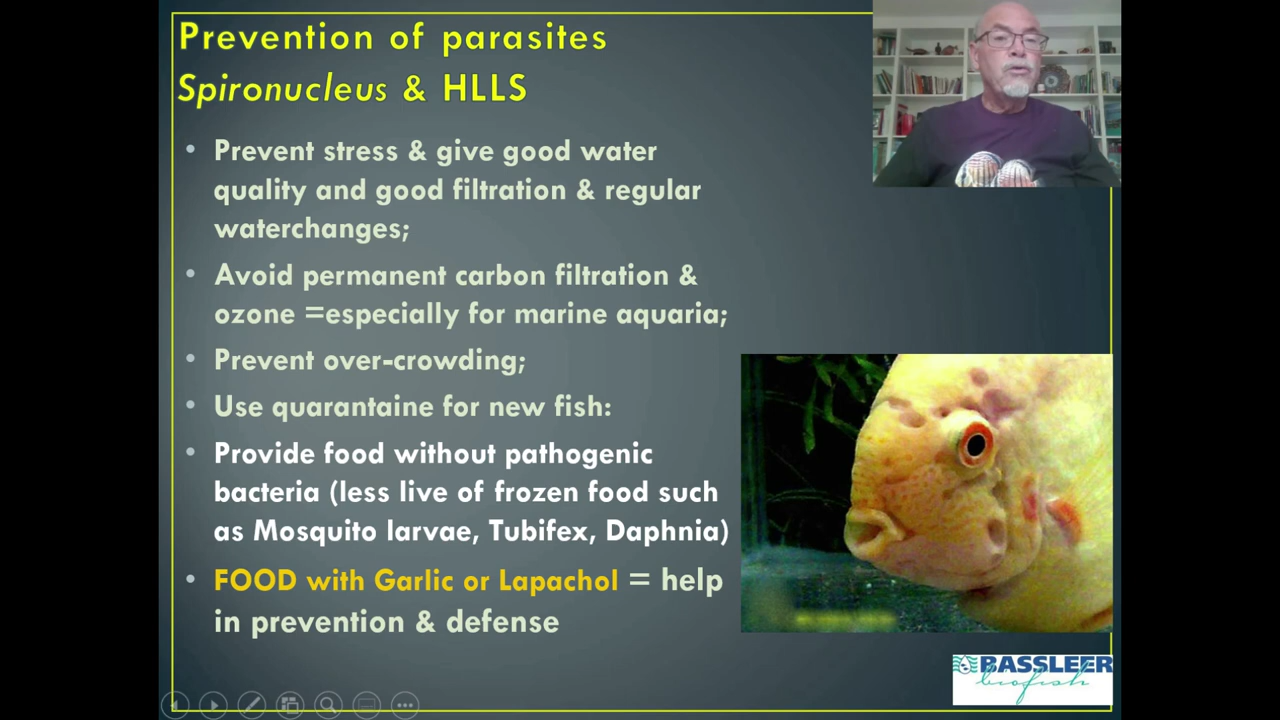 Prevention of parasites
Spironucleus & HLLS
• Prevent stress & give good water
quality and good filtration & regular
waterchanges;
• Avoid permanent carbon filtration &
ozone =especially for marine aquaria;
• Prevent over-crowding;
• Use quarantaine for new fish:
• Provide food without pathogenic
bacteria (less live of frozen food such
as Mosquito larvae, Tubifex, Daphnia)
• FOOD with Garlic or Lapachol = help
in prevention & defense
BASSLEER
biofish